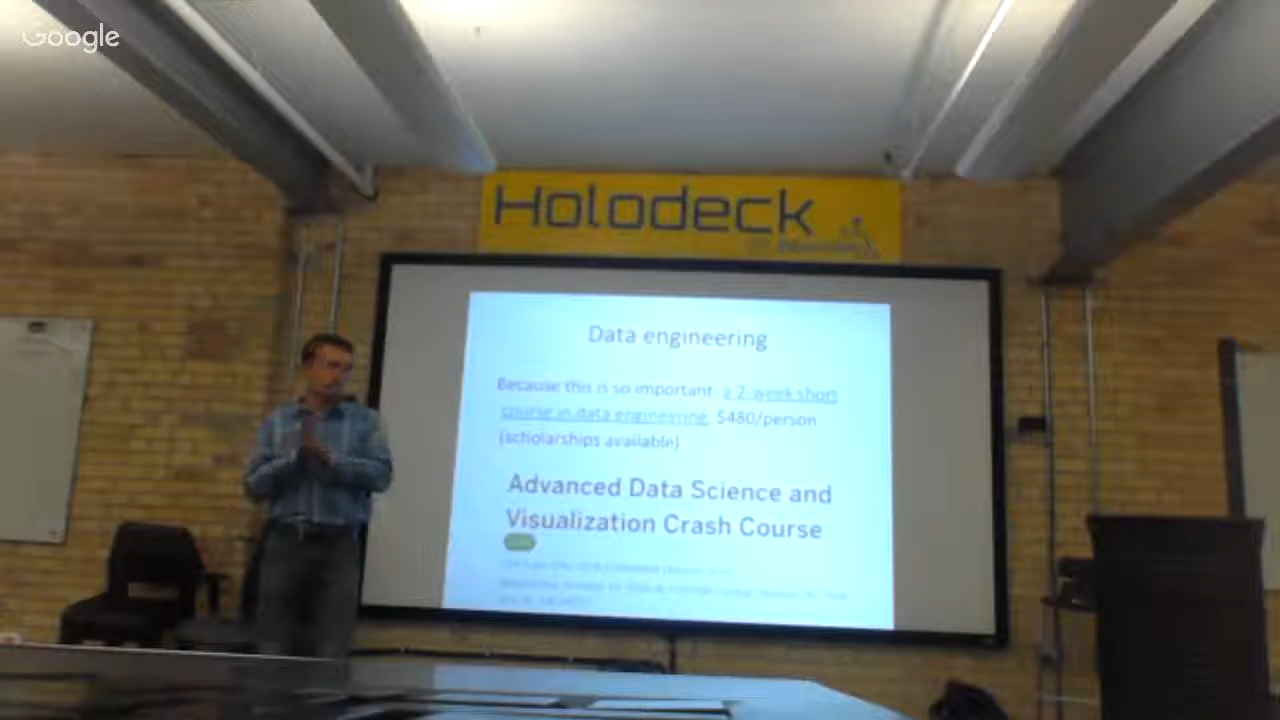 Google
Holodeck
Data engineering
Because this is so important, a 2-week short
course in data engineering, $480/person
(scholarships available)
Advanced Data Science and
Visualization Crash Course